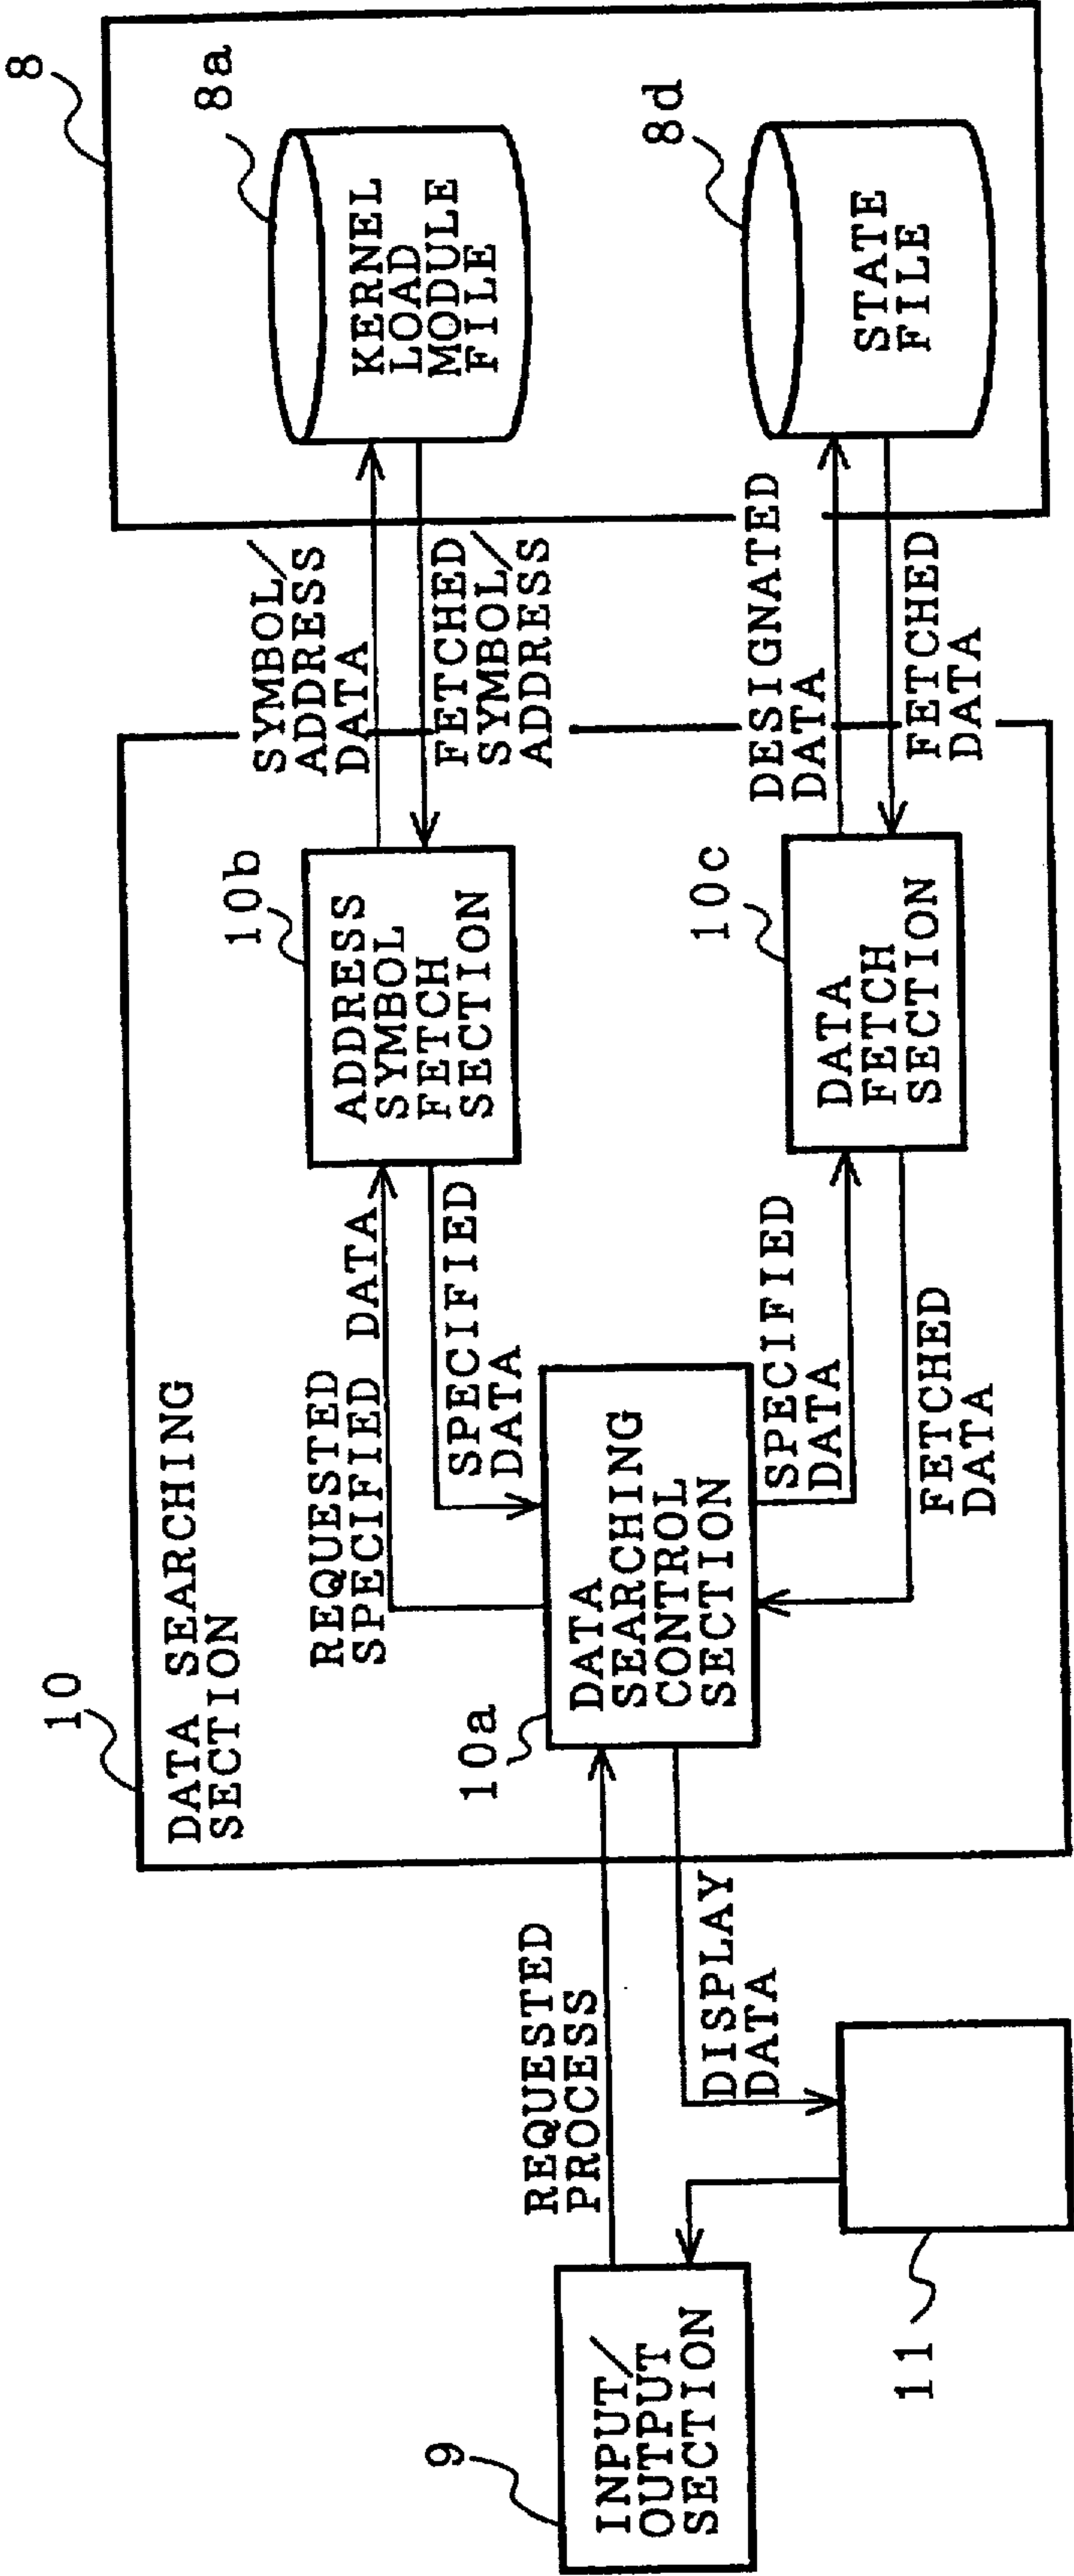 8
8a
KERNEL
LOAD
MODULE
FILE
8d
STATE
FILE
SYMBOL/
ADDRESS
DATA
FETCHED
SYMBOL/
ADDRESS
DESIGNATED
DATA
FETCHED
DATA
10
DATA SEARCHING
SECTION
10b
ADDRESS
SYMBOL
FETCH
SECTION
10c
DATA
FETCH
SECTION
REQUESTED
SPECIFIED DATA
SPECIFIED
DATA
10a
DATA
SEARCHING
CONTROL
SECTION
SPECIFIED
DATA
FETCHED
DATA
REQUESTED
PROCESS
DISPLAY
DATA
9
INPUT/
OUTPUT
SECTION
11